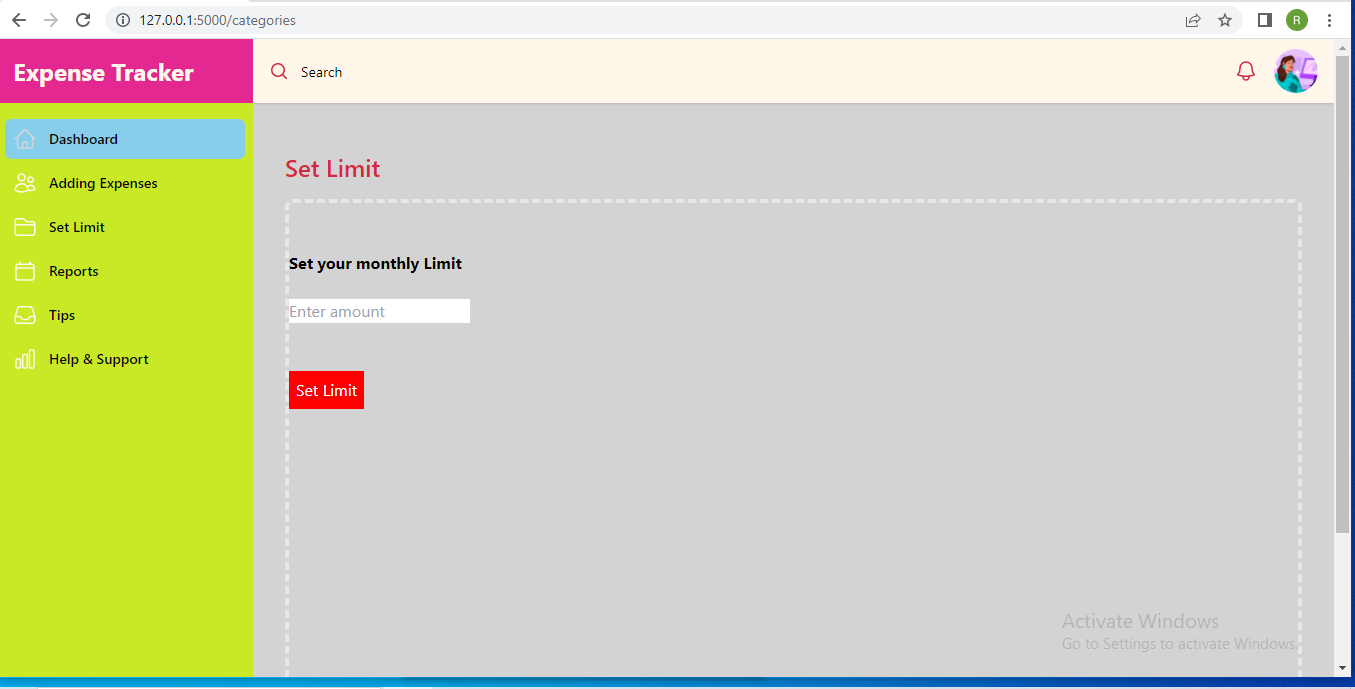 127.0.0.1:5000/categories
R
Expense Tracker
Search
Dashboard
Adding Expenses
Set Limit
Reports
Tips
Help & Support
Set Limit
Set your monthly Limit
Enter amount
Set Limit
Activate Windows
Go to Settings to activate Windows.